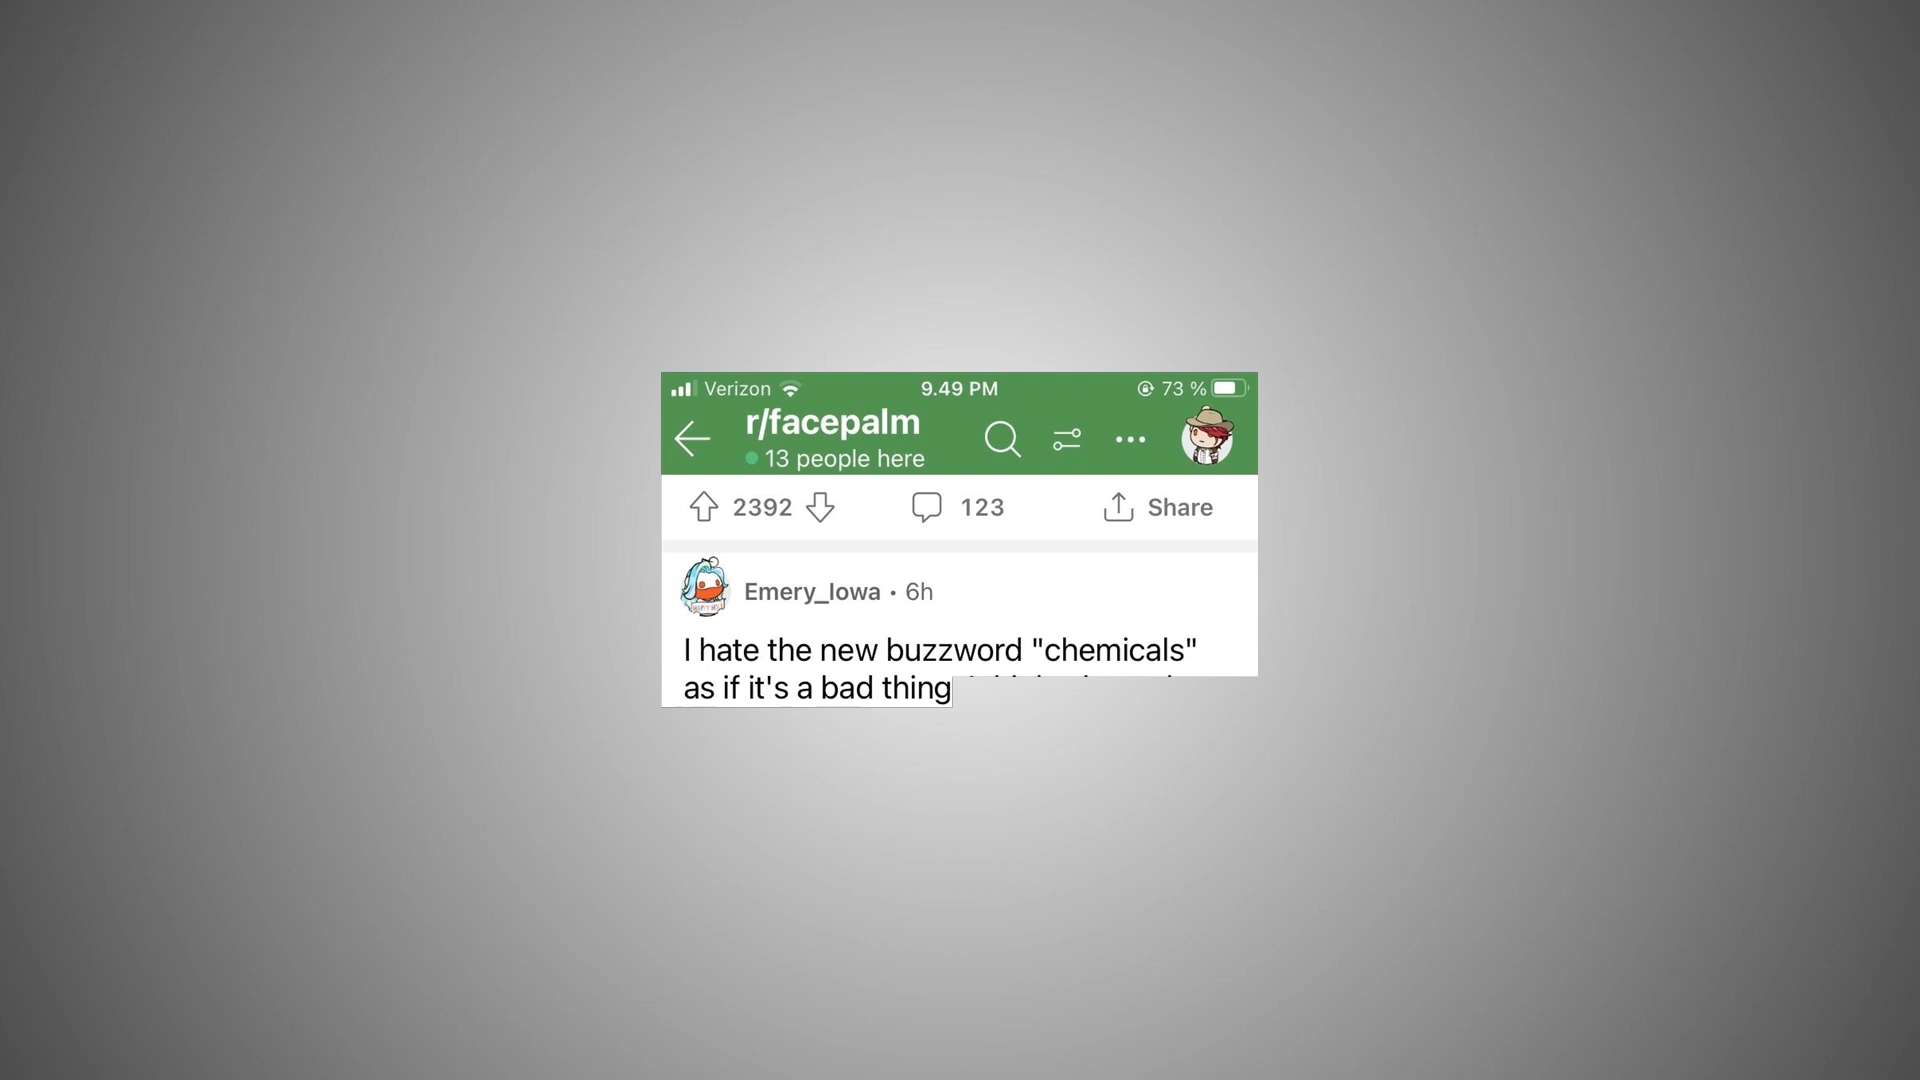 Verizon 9.49 PM 73 %
r/facepalm
13 people here
2392 123 Share
Emery_Iowa • 6h
I hate the new buzzword "chemicals"
as if it's a bad thing